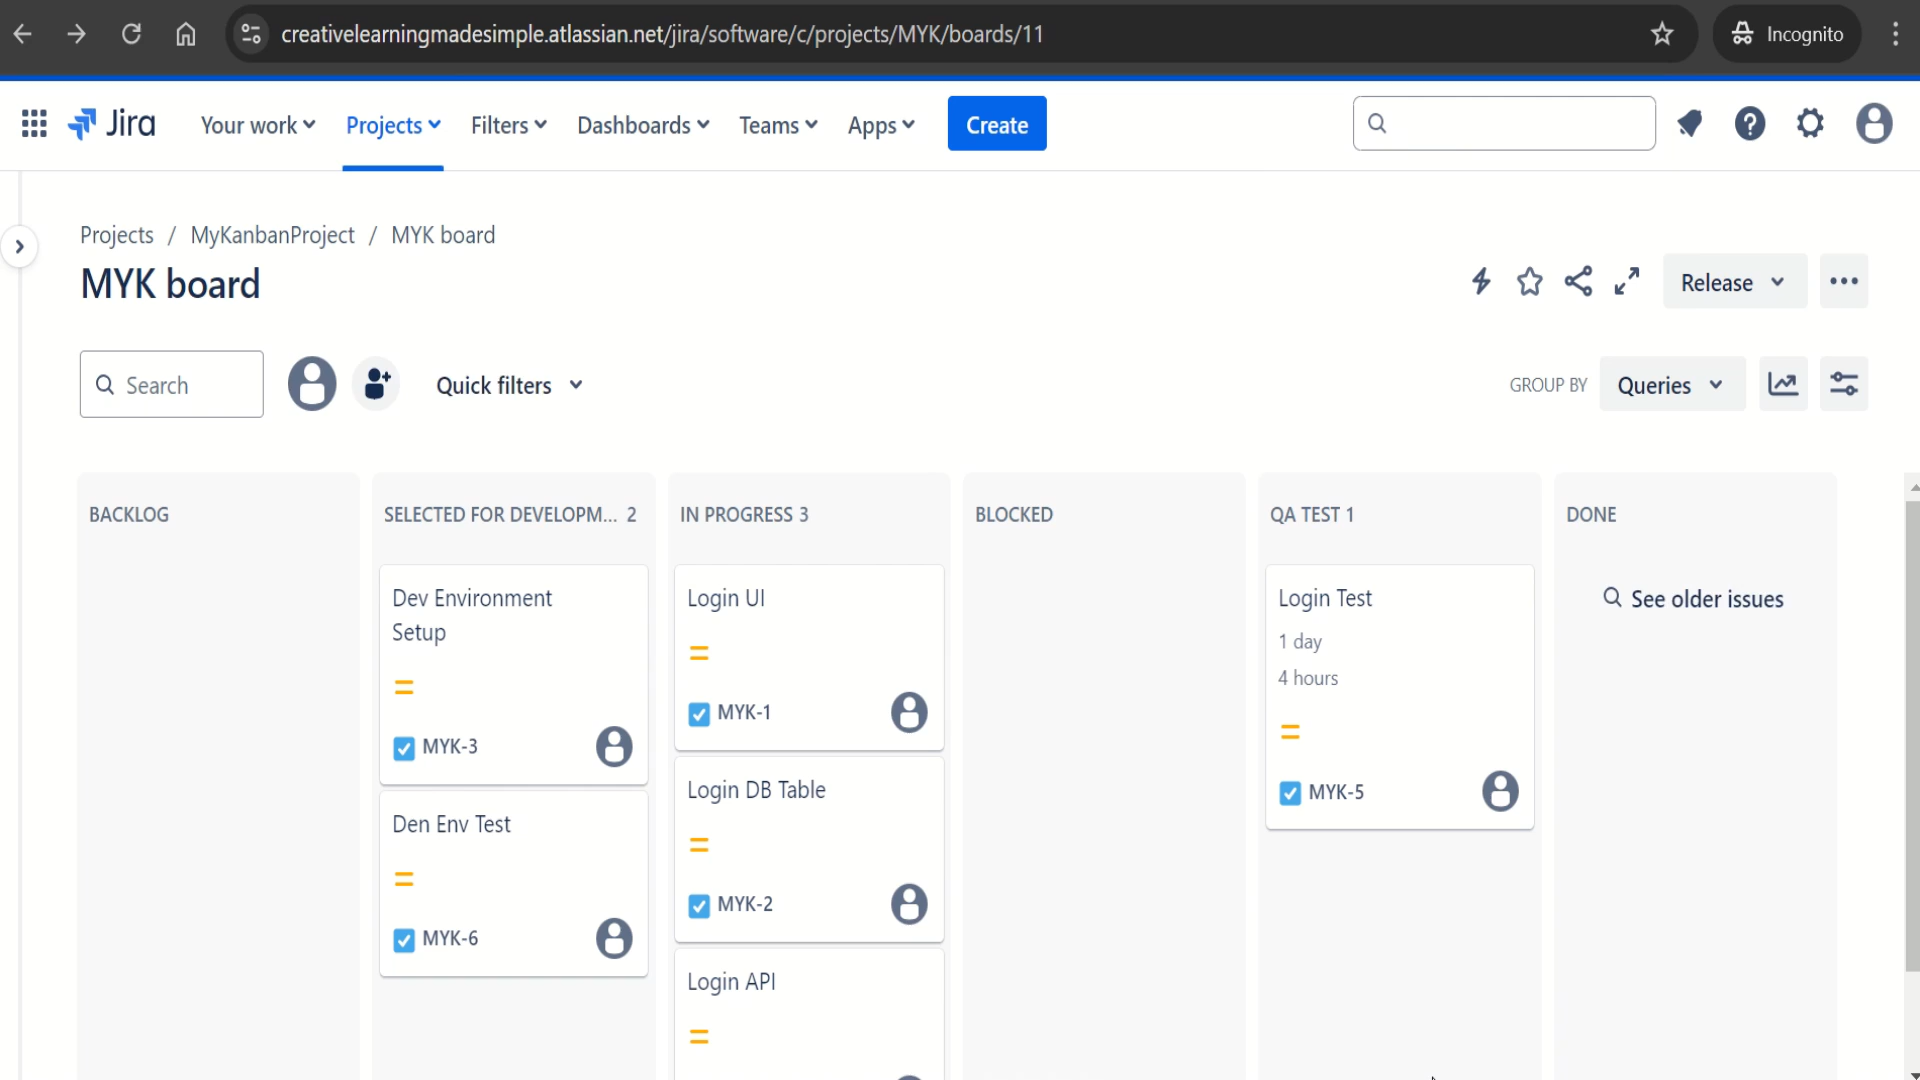 creativelearningmadesimple.atlassian.net/jira/software/c/projects/MYK/boards/11
Incognito
Jira
Your work
Projects
Filters
Dashboards
Teams
Apps
Create
Projects / MyKanbanProject / MYK board
MYK board
Release
Search
Quick filters
GROUP BY
Queries
BACKLOG
SELECTED FOR DEVELOPM... 2
IN PROGRESS 3
BLOCKED
QA TEST 1
DONE
Dev Environment
Setup
MYK-3
Den Env Test
MYK-6
Login UI
MYK-1
Login DB Table
MYK-2
Login API
Login Test
1 day
4 hours
MYK-5
See older issues